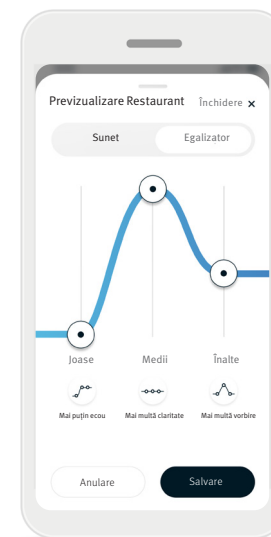 Previzualizare Restaurant Închidere ×
Sunet Egalizator
Joase Medii Înalte
Mai puțin ecou Mai multă claritate Mai multă vorbire
Anulare Salvare